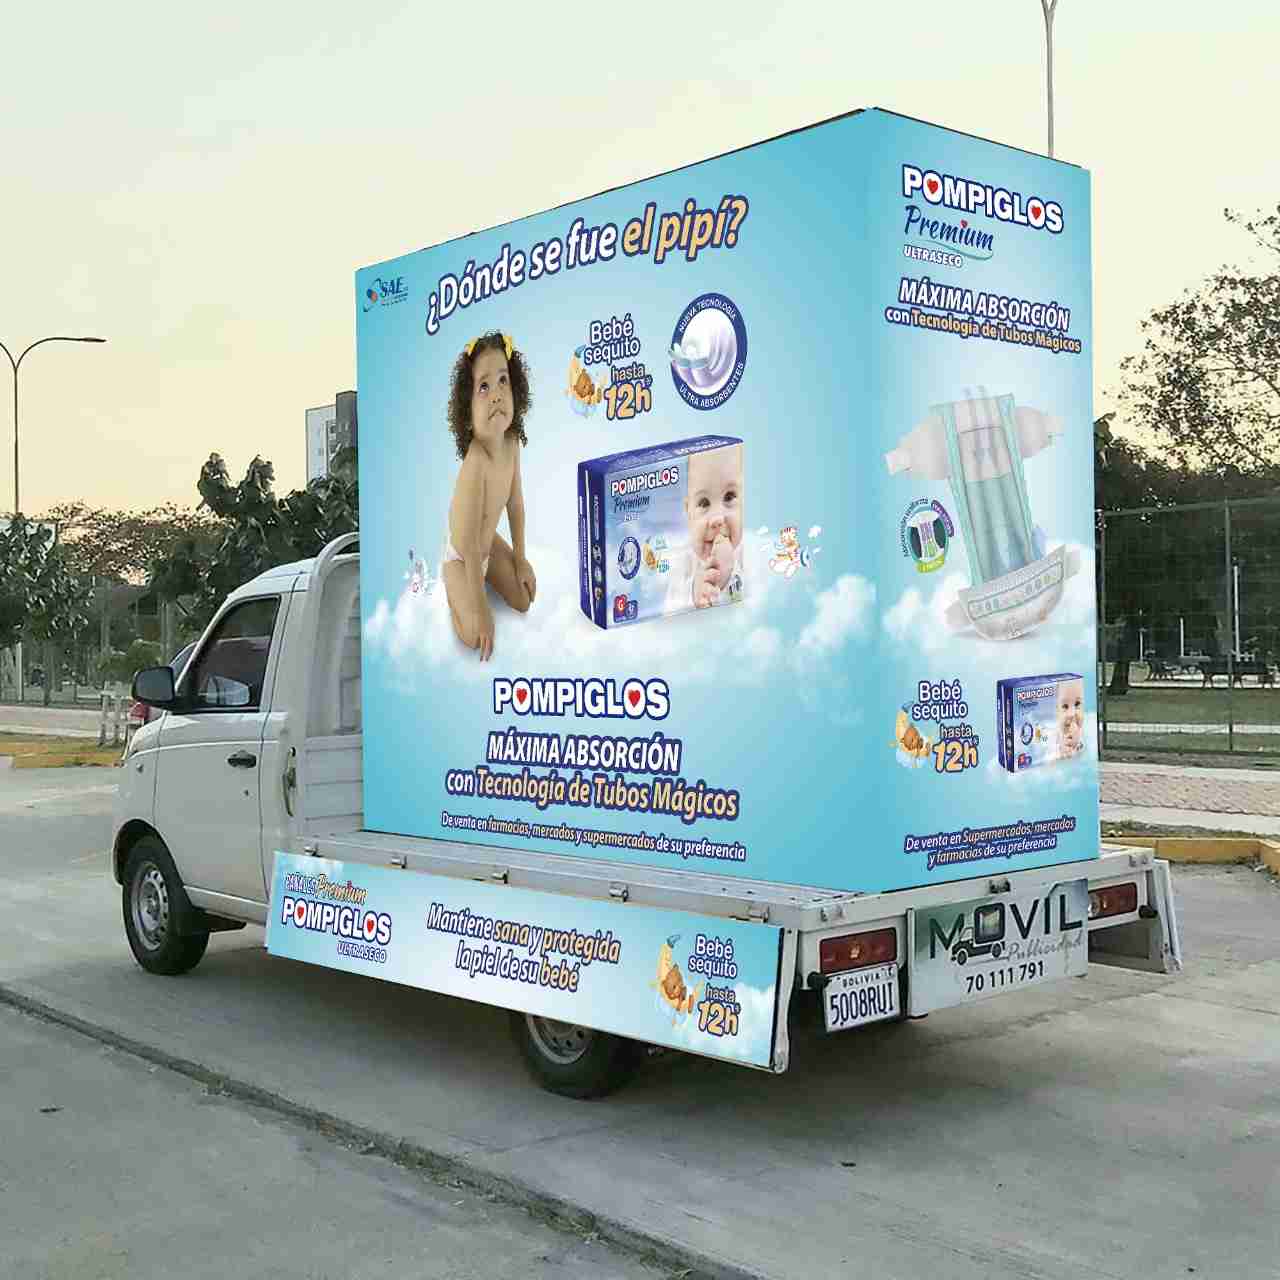 SAE
¿Dónde se fue el pipí?
Bebé
sequito
hasta
12h*
NUEVA TECNOLOGÍA
ULTRA ABSORBENTES
POMPIGLOS
Premium
G
POMPIGLOS
MÁXIMA ABSORCIÓN
con Tecnología de Tubos Mágicos
De venta en farmacias, mercados y supermercados de su preferencia
POMPIGLOS
Premium
ULTRASECO
MÁXIMA ABSORCIÓN
con Tecnología de Tubos Mágicos
Bebé
sequito
hasta
12h*
POMPIGLOS
De venta en Supermercados, mercados
y farmacias de su preferencia
PAÑALES Premium
POMPIGLOS
ULTRASECO
Mantiene sana y protegida
la piel de su bebé
Bebé
sequito
hasta
12h*
BOLIVIA
5008RUI
MOVIL
Publicidad
70 111 791